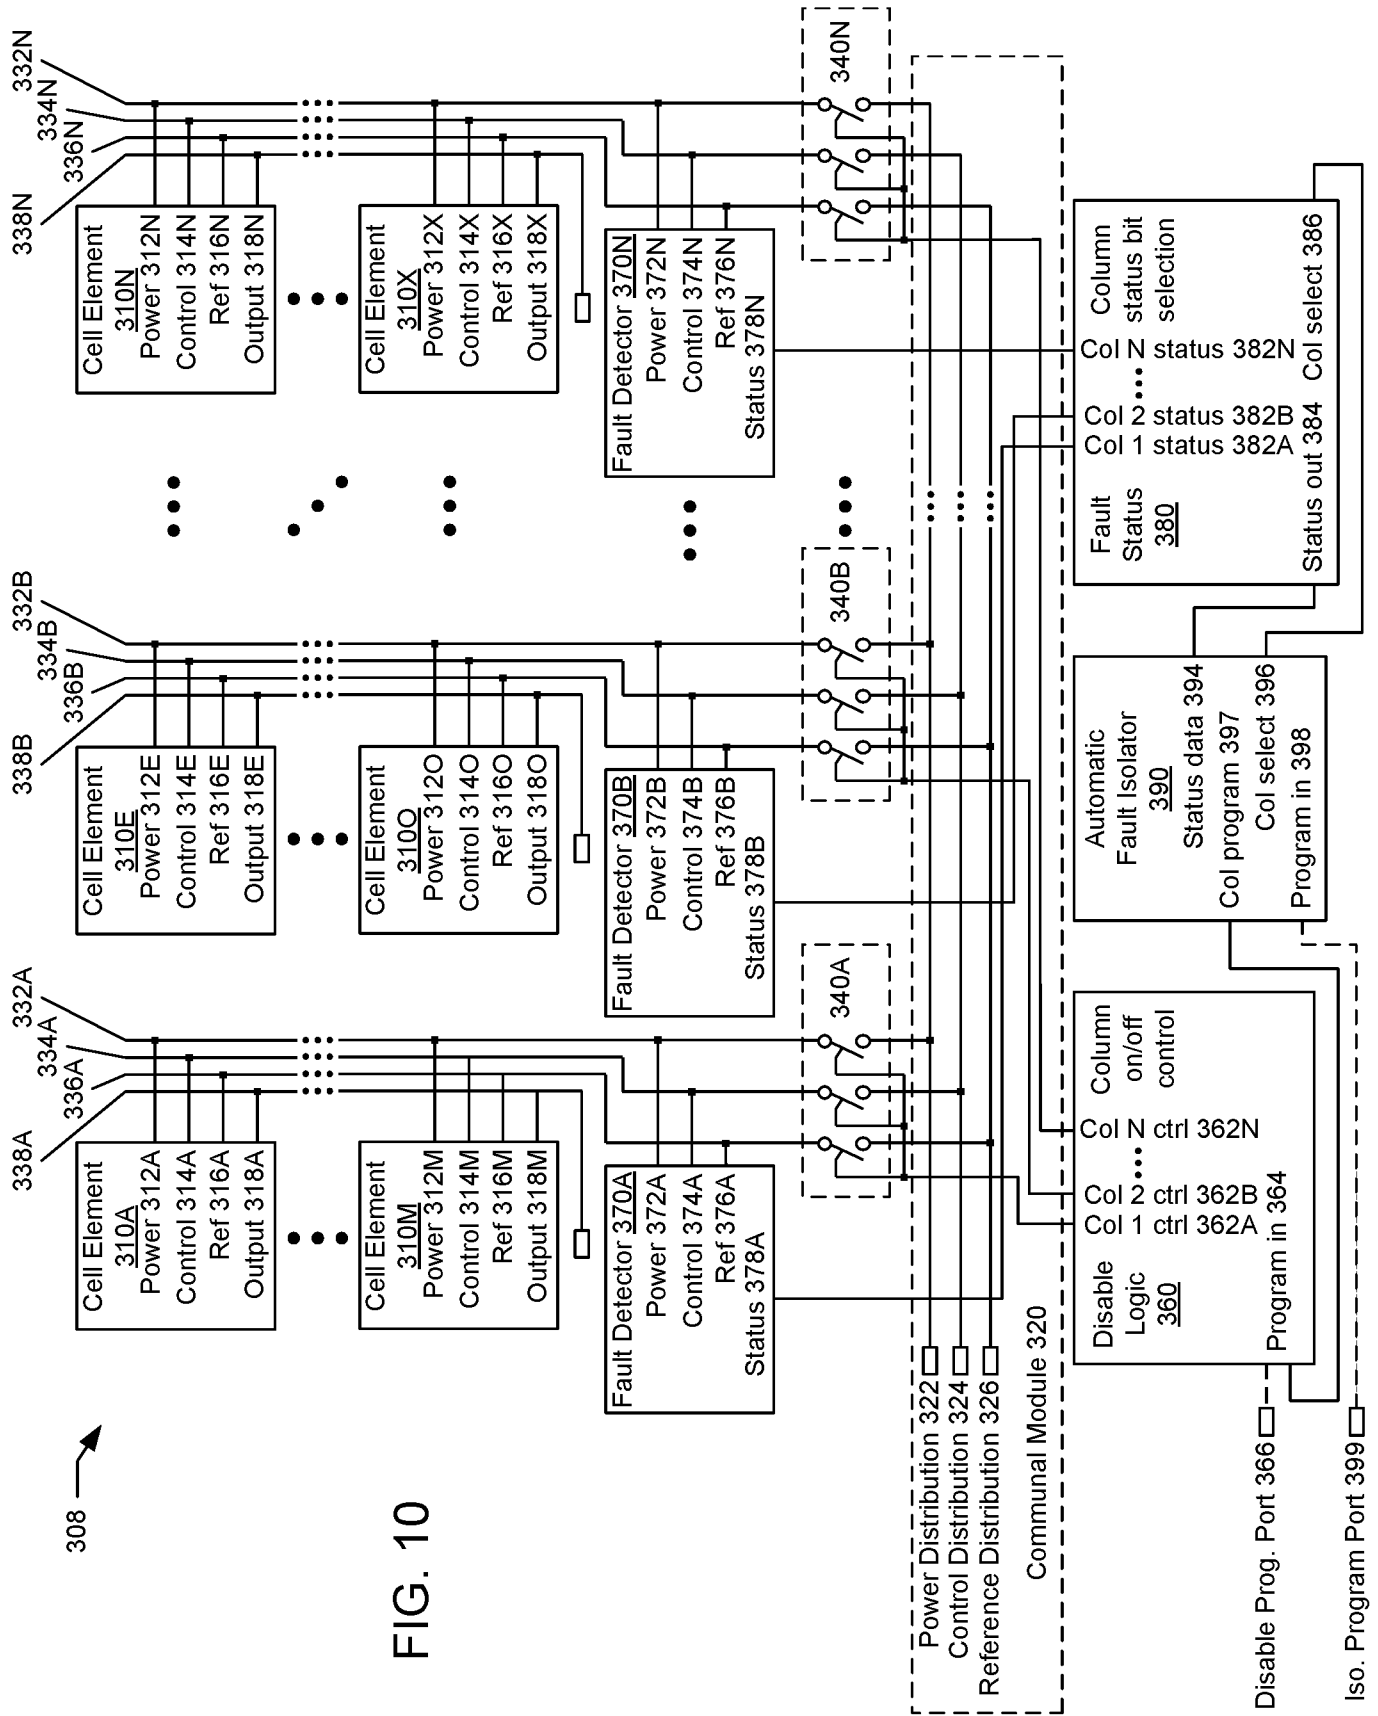 308
FIG. 10
338A
336A
334A
332A
338B
336B
334B
332B
338N
336N
334N
332N
Cell Element
310A
Power 312A
Control 314A
Ref 316A
Output 318A
Cell Element
310E
Power 312E
Control 314E
Ref 316E
Output 318E
Cell Element
310N
Power 312N
Control 314N
Ref 316N
Output 318N
Cell Element
310M
Power 312M
Control 314M
Ref 316M
Output 318M
Cell Element
310O
Power 312O
Control 314O
Ref 316O
Output 318O
Cell Element
310X
Power 312X
Control 314X
Ref 316X
Output 318X
Fault Detector 370A
Power 372A
Control 374A
Ref 376A
Status 378A
Fault Detector 370B
Power 372B
Control 374B
Ref 376B
Status 378B
Fault Detector 370N
Power 372N
Control 374N
Ref 376N
Status 378N
340A
340B
340N
Power Distribution 322
Control Distribution 324
Reference Distribution 326
Communal Module 320
Disable
Logic
360
Col 1 ctrl 362A
Col 2 ctrl 362B
Col N ctrl 362N
Column
on/off
control
Program in 364
Automatic
Fault Isolator
390
Status data 394
Col program 397
Col select 396
Program in 398
Fault
Status
380
Col 1 status 382A
Col 2 status 382B
Col N status 382N
Column
status bit
selection
Status out 384
Col select 386
Disable Prog. Port 366
Iso. Program Port 399